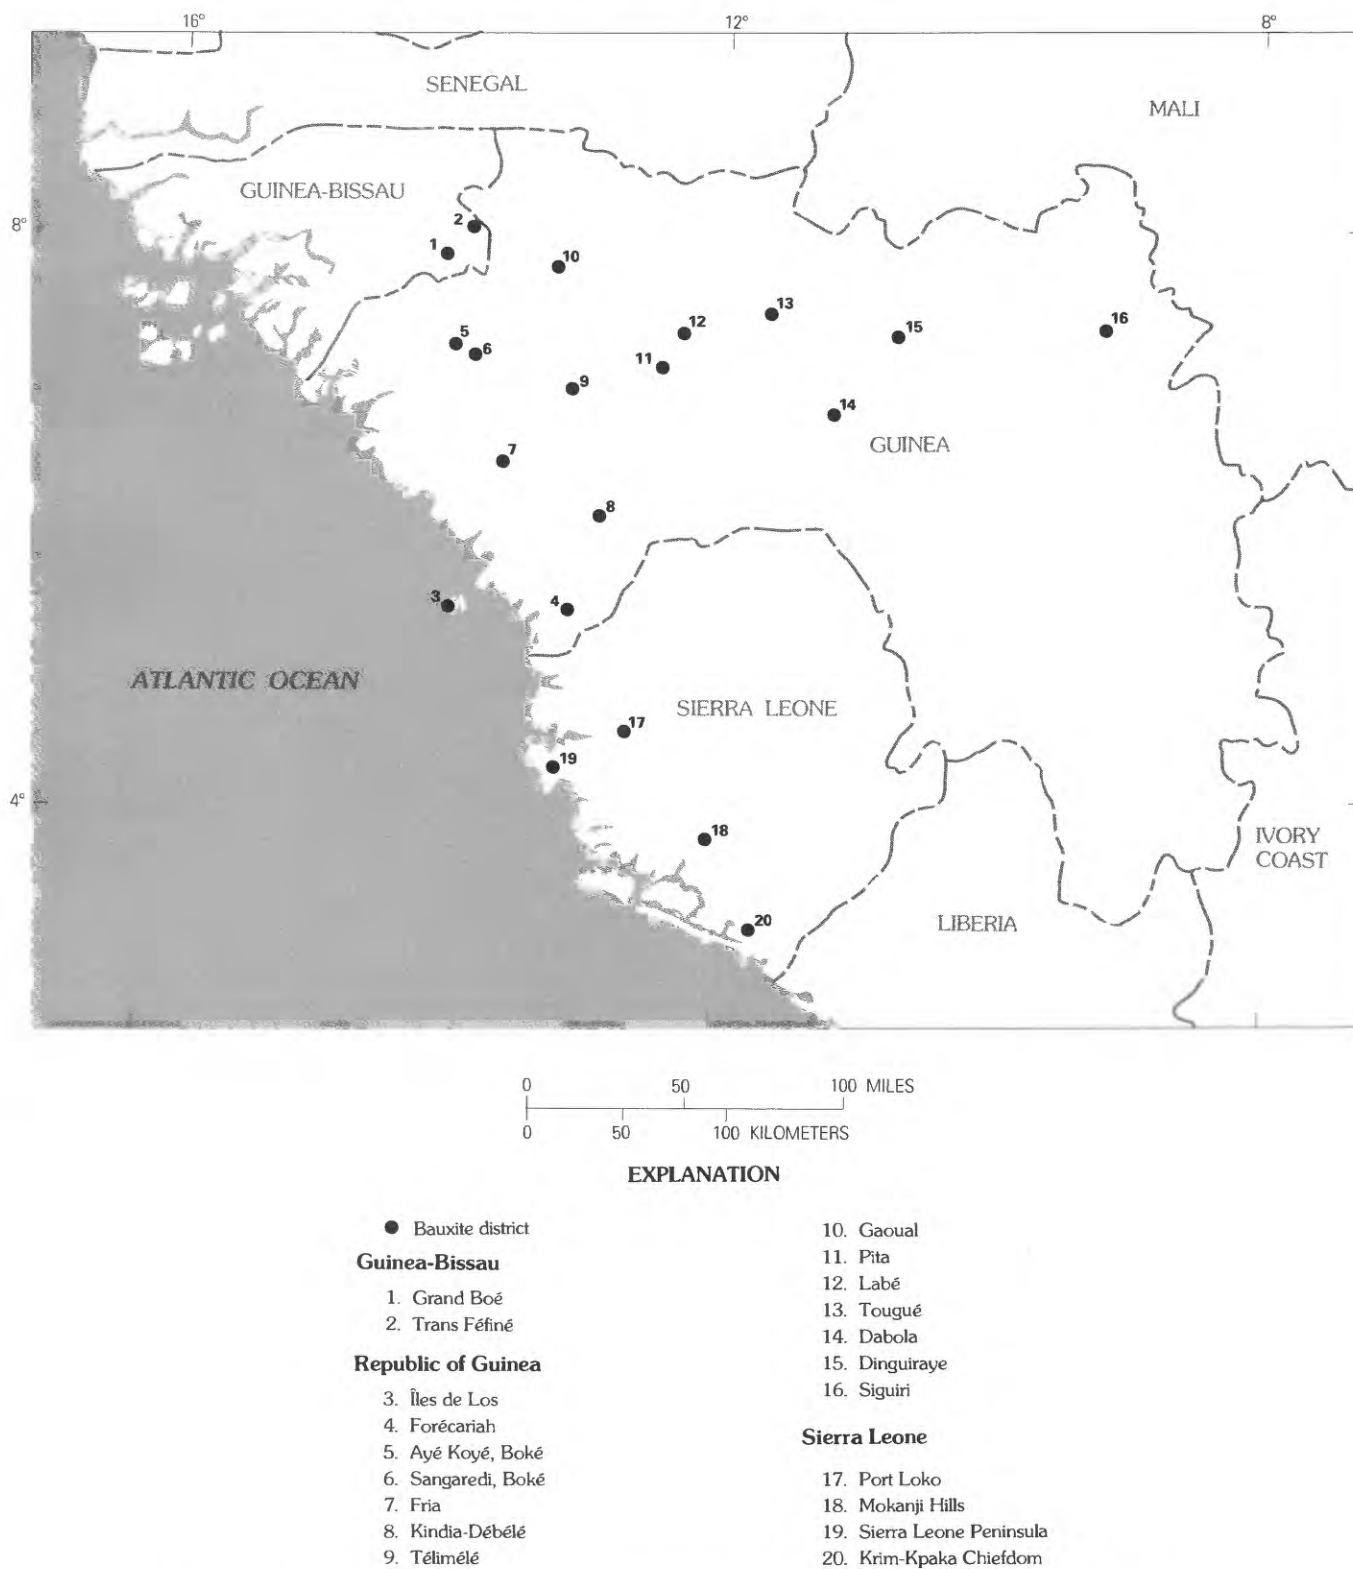 16°
12°
8°
SENEGAL
MALI
GUINEA-BISSAU
8°
2
1
10
13
12
15
16
5
6
11
9
14
GUINEA
7
8
3
4
ATLANTIC OCEAN
SIERRA LEONE
17
19
4°
18
IVORY
COAST
20
LIBERIA
0 50 100 MILES
0 50 100 KILOMETERS
EXPLANATION
Bauxite district
Guinea-Bissau
1. Grand Boé
2. Trans Féfiné
Republic of Guinea
3. Îles de Los
4. Forécariah
5. Ayé Koyé, Boké
6. Sangaredi, Boké
7. Fria
8. Kindia-Débélé
9. Télimélé
10. Gaoual
11. Pita
12. Labé
13. Tougué
14. Dabola
15. Dinguiraye
16. Siguiri
Sierra Leone
17. Port Loko
18. Mokanji Hills
19. Sierra Leone Peninsula
20. Krim-Kpaka Chiefdom